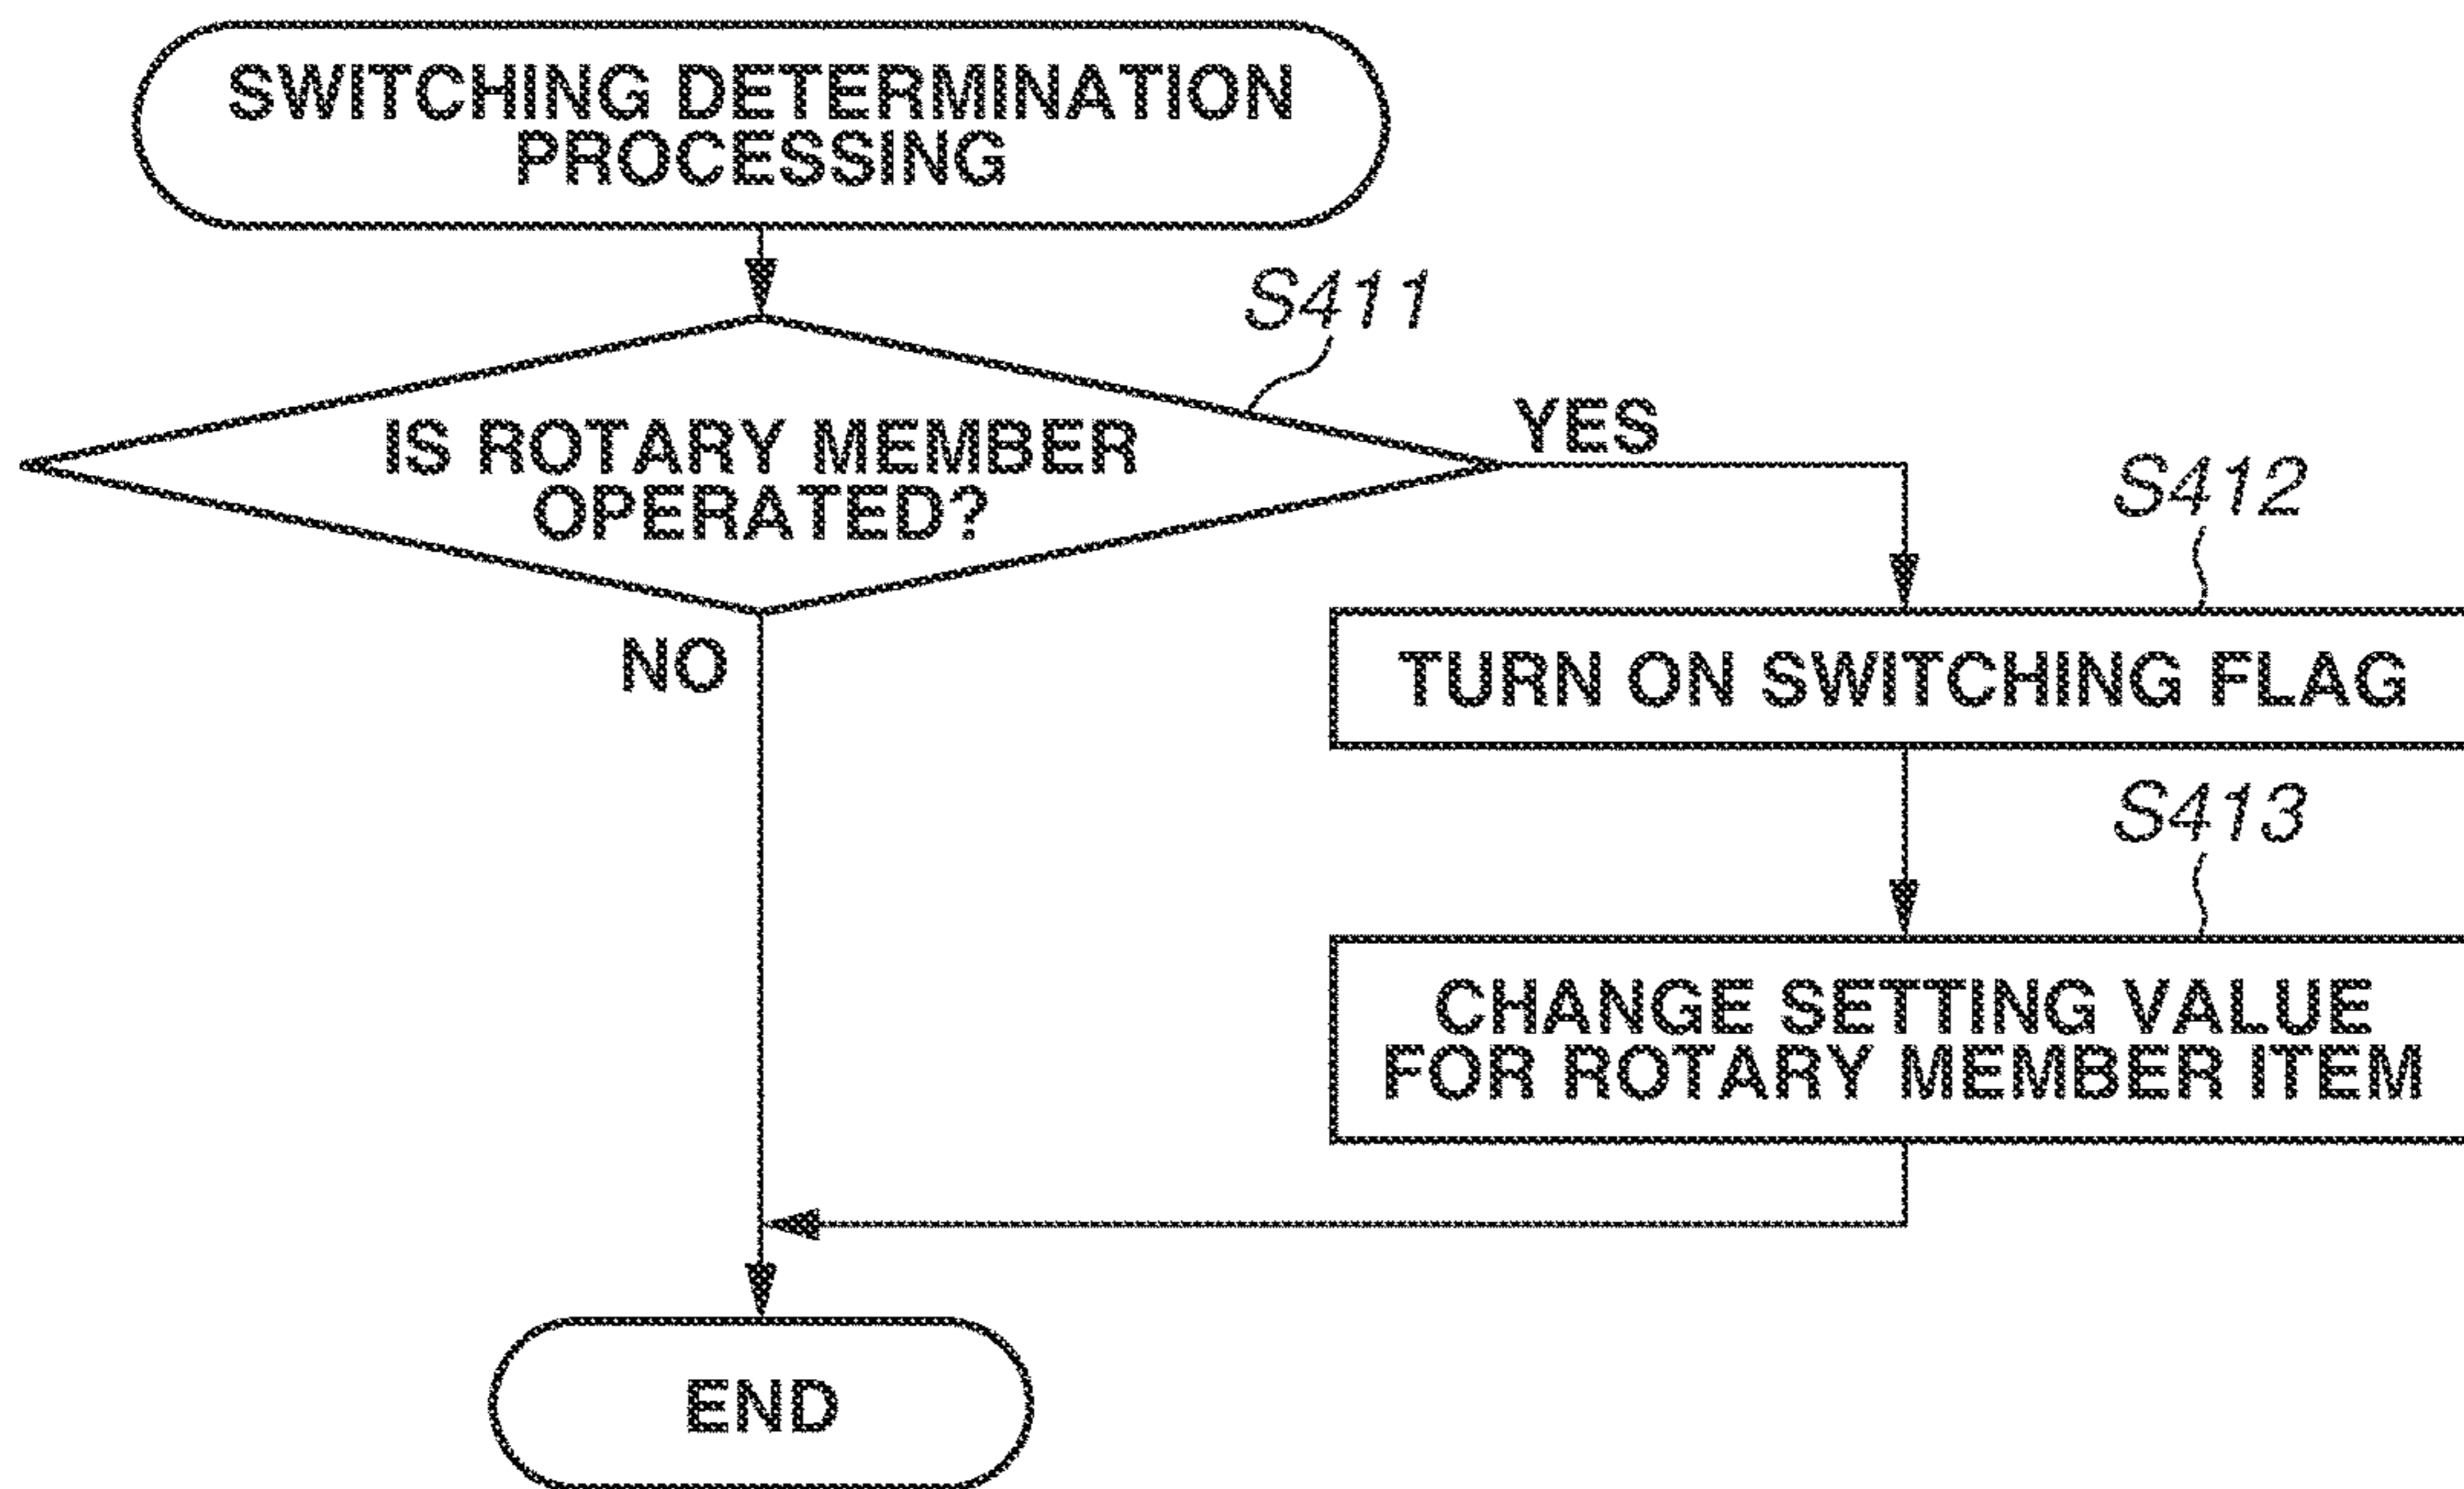 SWITCHING DETERMINATION
PROCESSING
S411
IS ROTARY MEMBER
OPERATED?
YES
NO
S412
TURN ON SWITCHING FLAG
S413
CHANGE SETTING VALUE
FOR ROTARY MEMBER ITEM
END